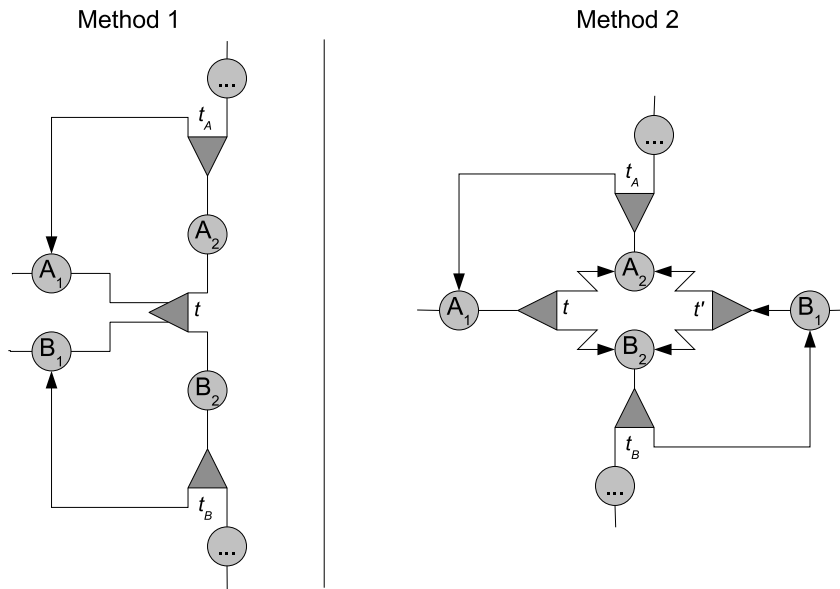 Method 1
...
t_A
A_2
A_1
t
B_1
B_2
t_B
...
Method 2
...
t_A
A_2
A_1
t
t'
B_1
B_2
t_B
...